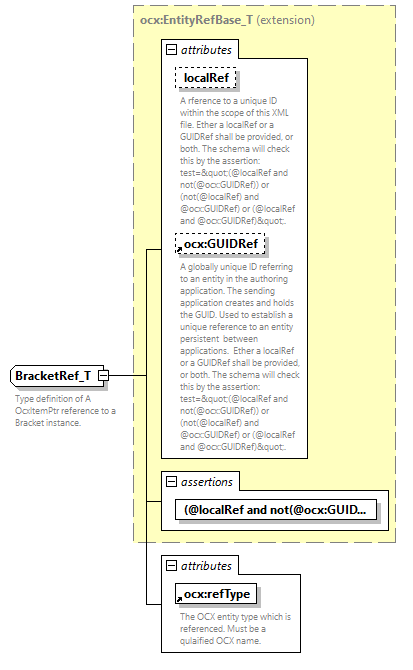 ocx:EntityRefBase_T (extension)
attributes
localRef
A rference to a unique ID
within the scope of this XML
file. Ether a localRef or a
GUIDRef shall be provided, or
both. The schema will check
this by the assertion:
test=&quot;(@localRef and
not(@ocx:GUIDRef)) or
(not(@localRef) and
@ocx:GUIDRef) or (@localRef
and @ocx:GUIDRef)&quot;.
ocx:GUIDRef
A globally unique ID referring
to an entity in the authoring
application. The sending
application creates and holds
the GUID. Used to establish a
unique reference to an entity
persistent between
applications. Ether a localRef
or a GUIDRef shall be provided,
or both. The schema will check
this by the assertion:
test=&quot;(@localRef and
not(@ocx:GUIDRef)) or
(not(@localRef) and
@ocx:GUIDRef) or (@localRef
and @ocx:GUIDRef)&quot;.
BracketRef_T
Type definition of A
OcxItemPtr reference to a
Bracket instance.
assertions
(@localRef and not(@ocx:GUID...
attributes
ocx:refType
The OCX entity type which is
referenced. Must be a
qulaified OCX name.